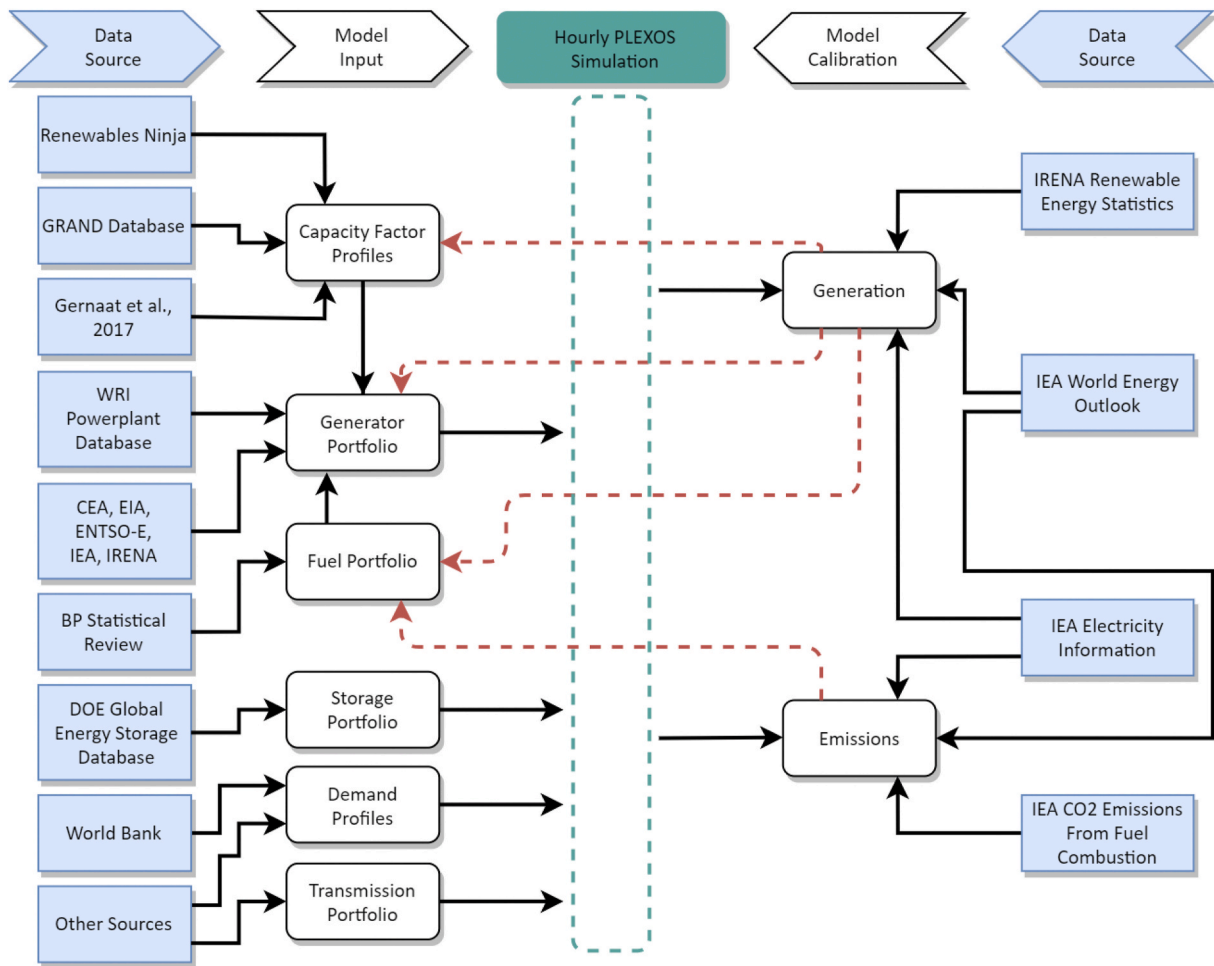 Data
Source
Model
Input
Hourly PLEXOS
Simulation
Model
Calibration
Data
Source
Renewables Ninja
GRAND Database
Gernaat et al.,
2017
WRI
Powerplant
Database
CEA, EIA,
ENTSO-E,
IEA, IRENA
BP Statistical
Review
DOE Global
Energy Storage
Database
World Bank
Other Sources
Capacity Factor
Profiles
Generator
Portfolio
Fuel Portfolio
Storage
Portfolio
Demand
Profiles
Transmission
Portfolio
Generation
Emissions
IRENA Renewable
Energy Statistics
IEA World Energy
Outlook
IEA Electricity
Information
IEA CO2 Emissions
From Fuel
Combustion